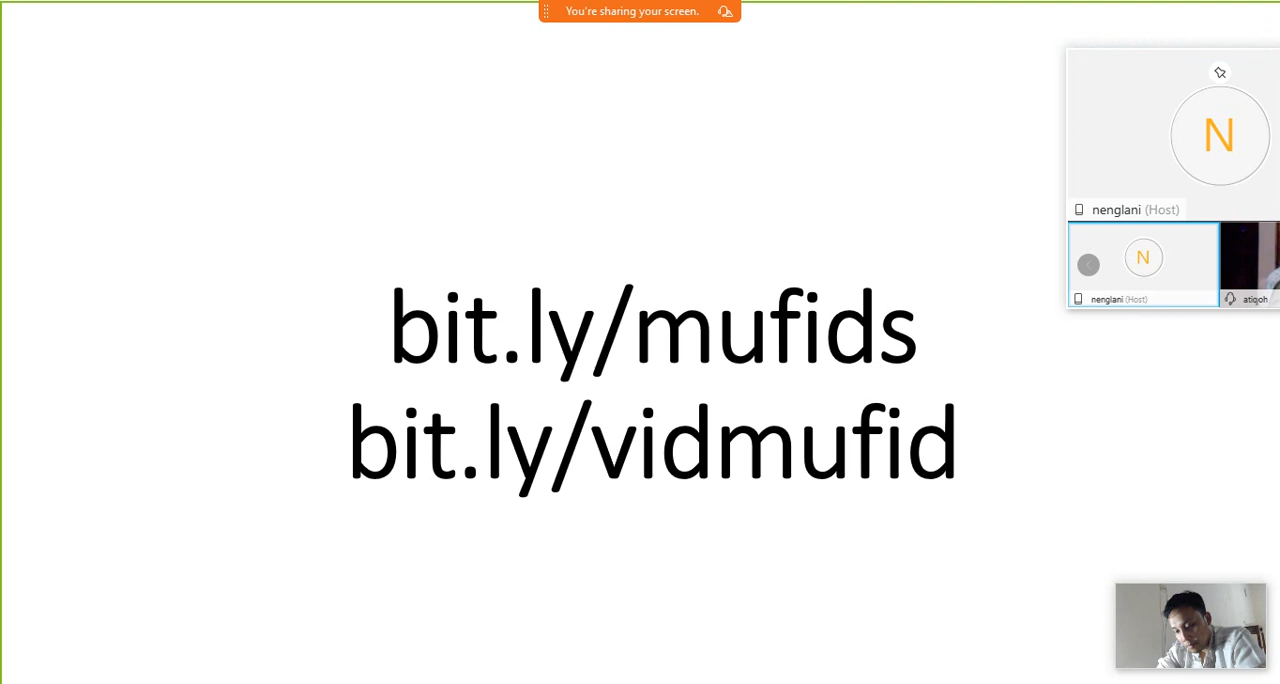 You're sharing your screen.
N
nenglani (Host)
N
nenglani (Host)
atiqoh
bit.ly/mufids
bit.ly/vidmufid